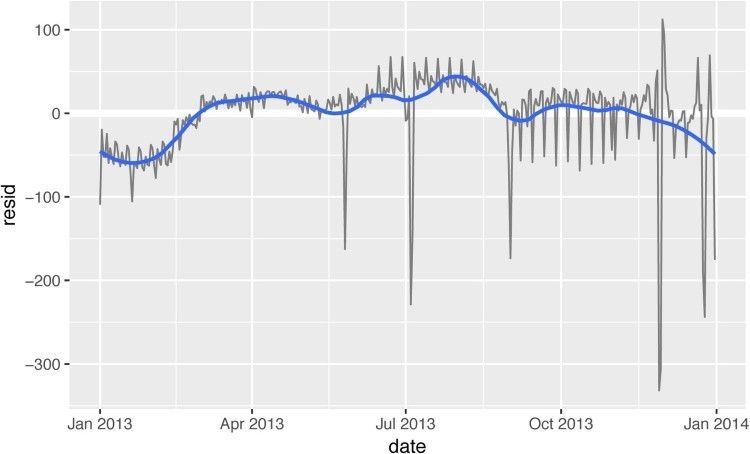 100
0
−100
−200
−300
resid
Jan 2013
Apr 2013
Jul 2013
Oct 2013
Jan 2014
date